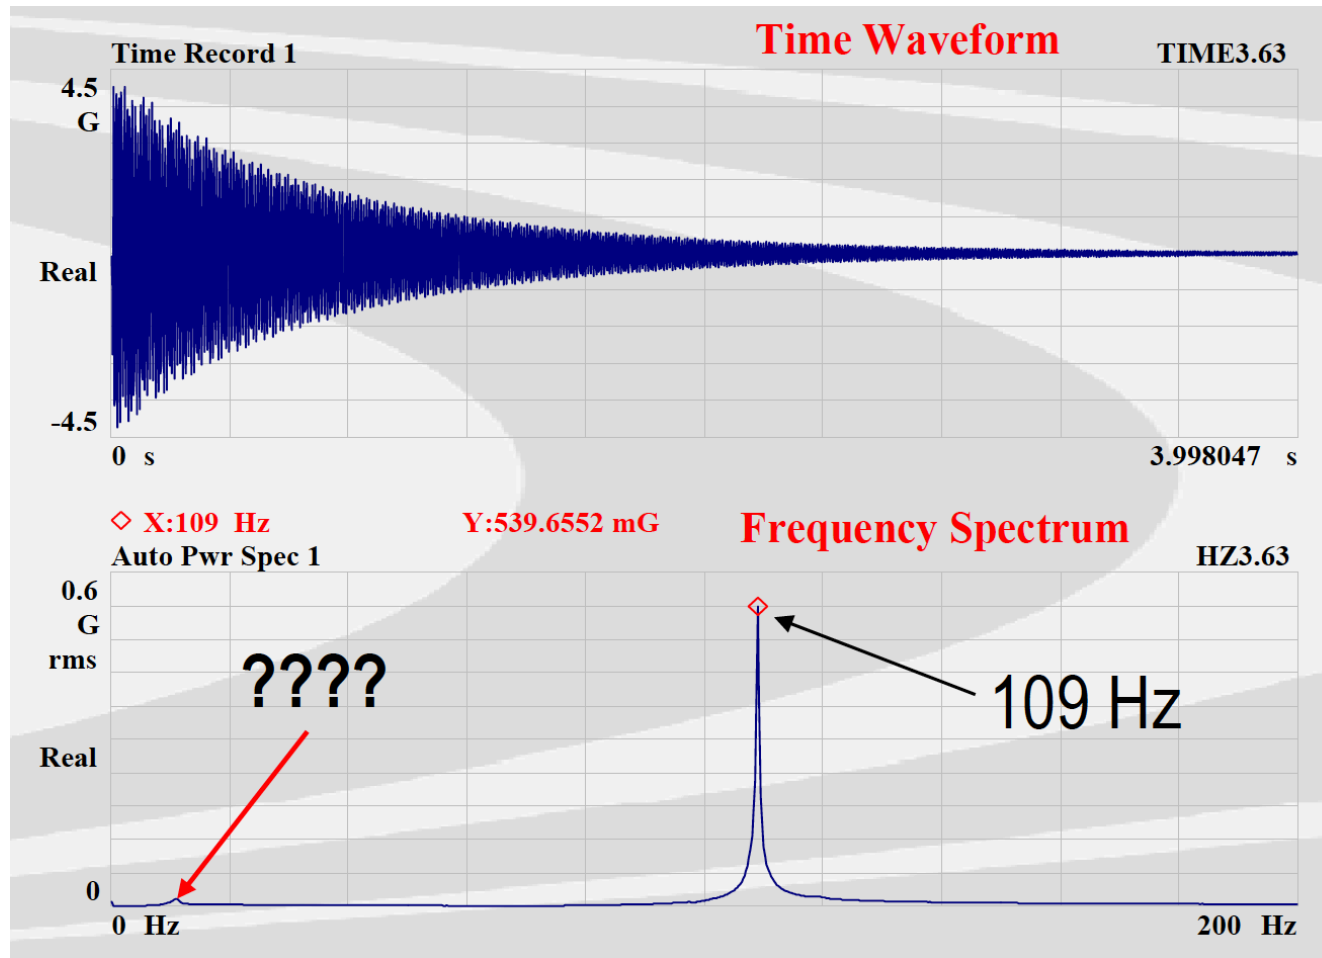 Time Waveform
Time Record 1
TIME3.63
4.5
G
Real
-4.5
0 s
3.998047 s
X:109 Hz
Y:539.6552 mG
Frequency Spectrum
Auto Pwr Spec 1
HZ3.63
0.6
G
rms
????
109 Hz
Real
0
0 Hz
200 Hz